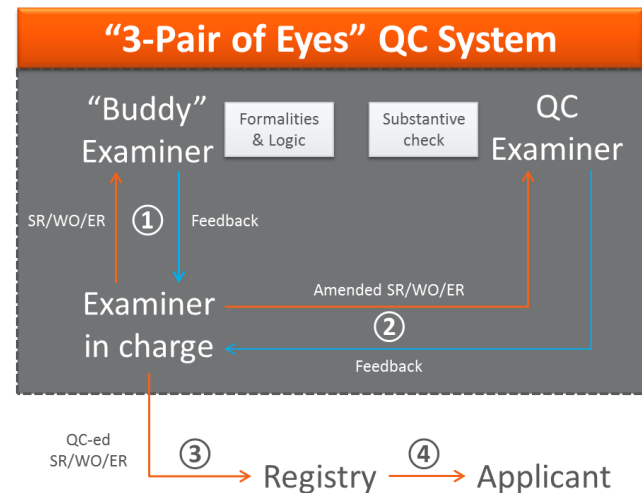 “3-Pair of Eyes” QC System
“Buddy”
Examiner
Formalities
& Logic
Substantive
check
QC
Examiner
SR/WO/ER
①
Feedback
Examiner
in charge
Amended SR/WO/ER
②
Feedback
QC-ed
SR/WO/ER
③
Registry
④
Applicant